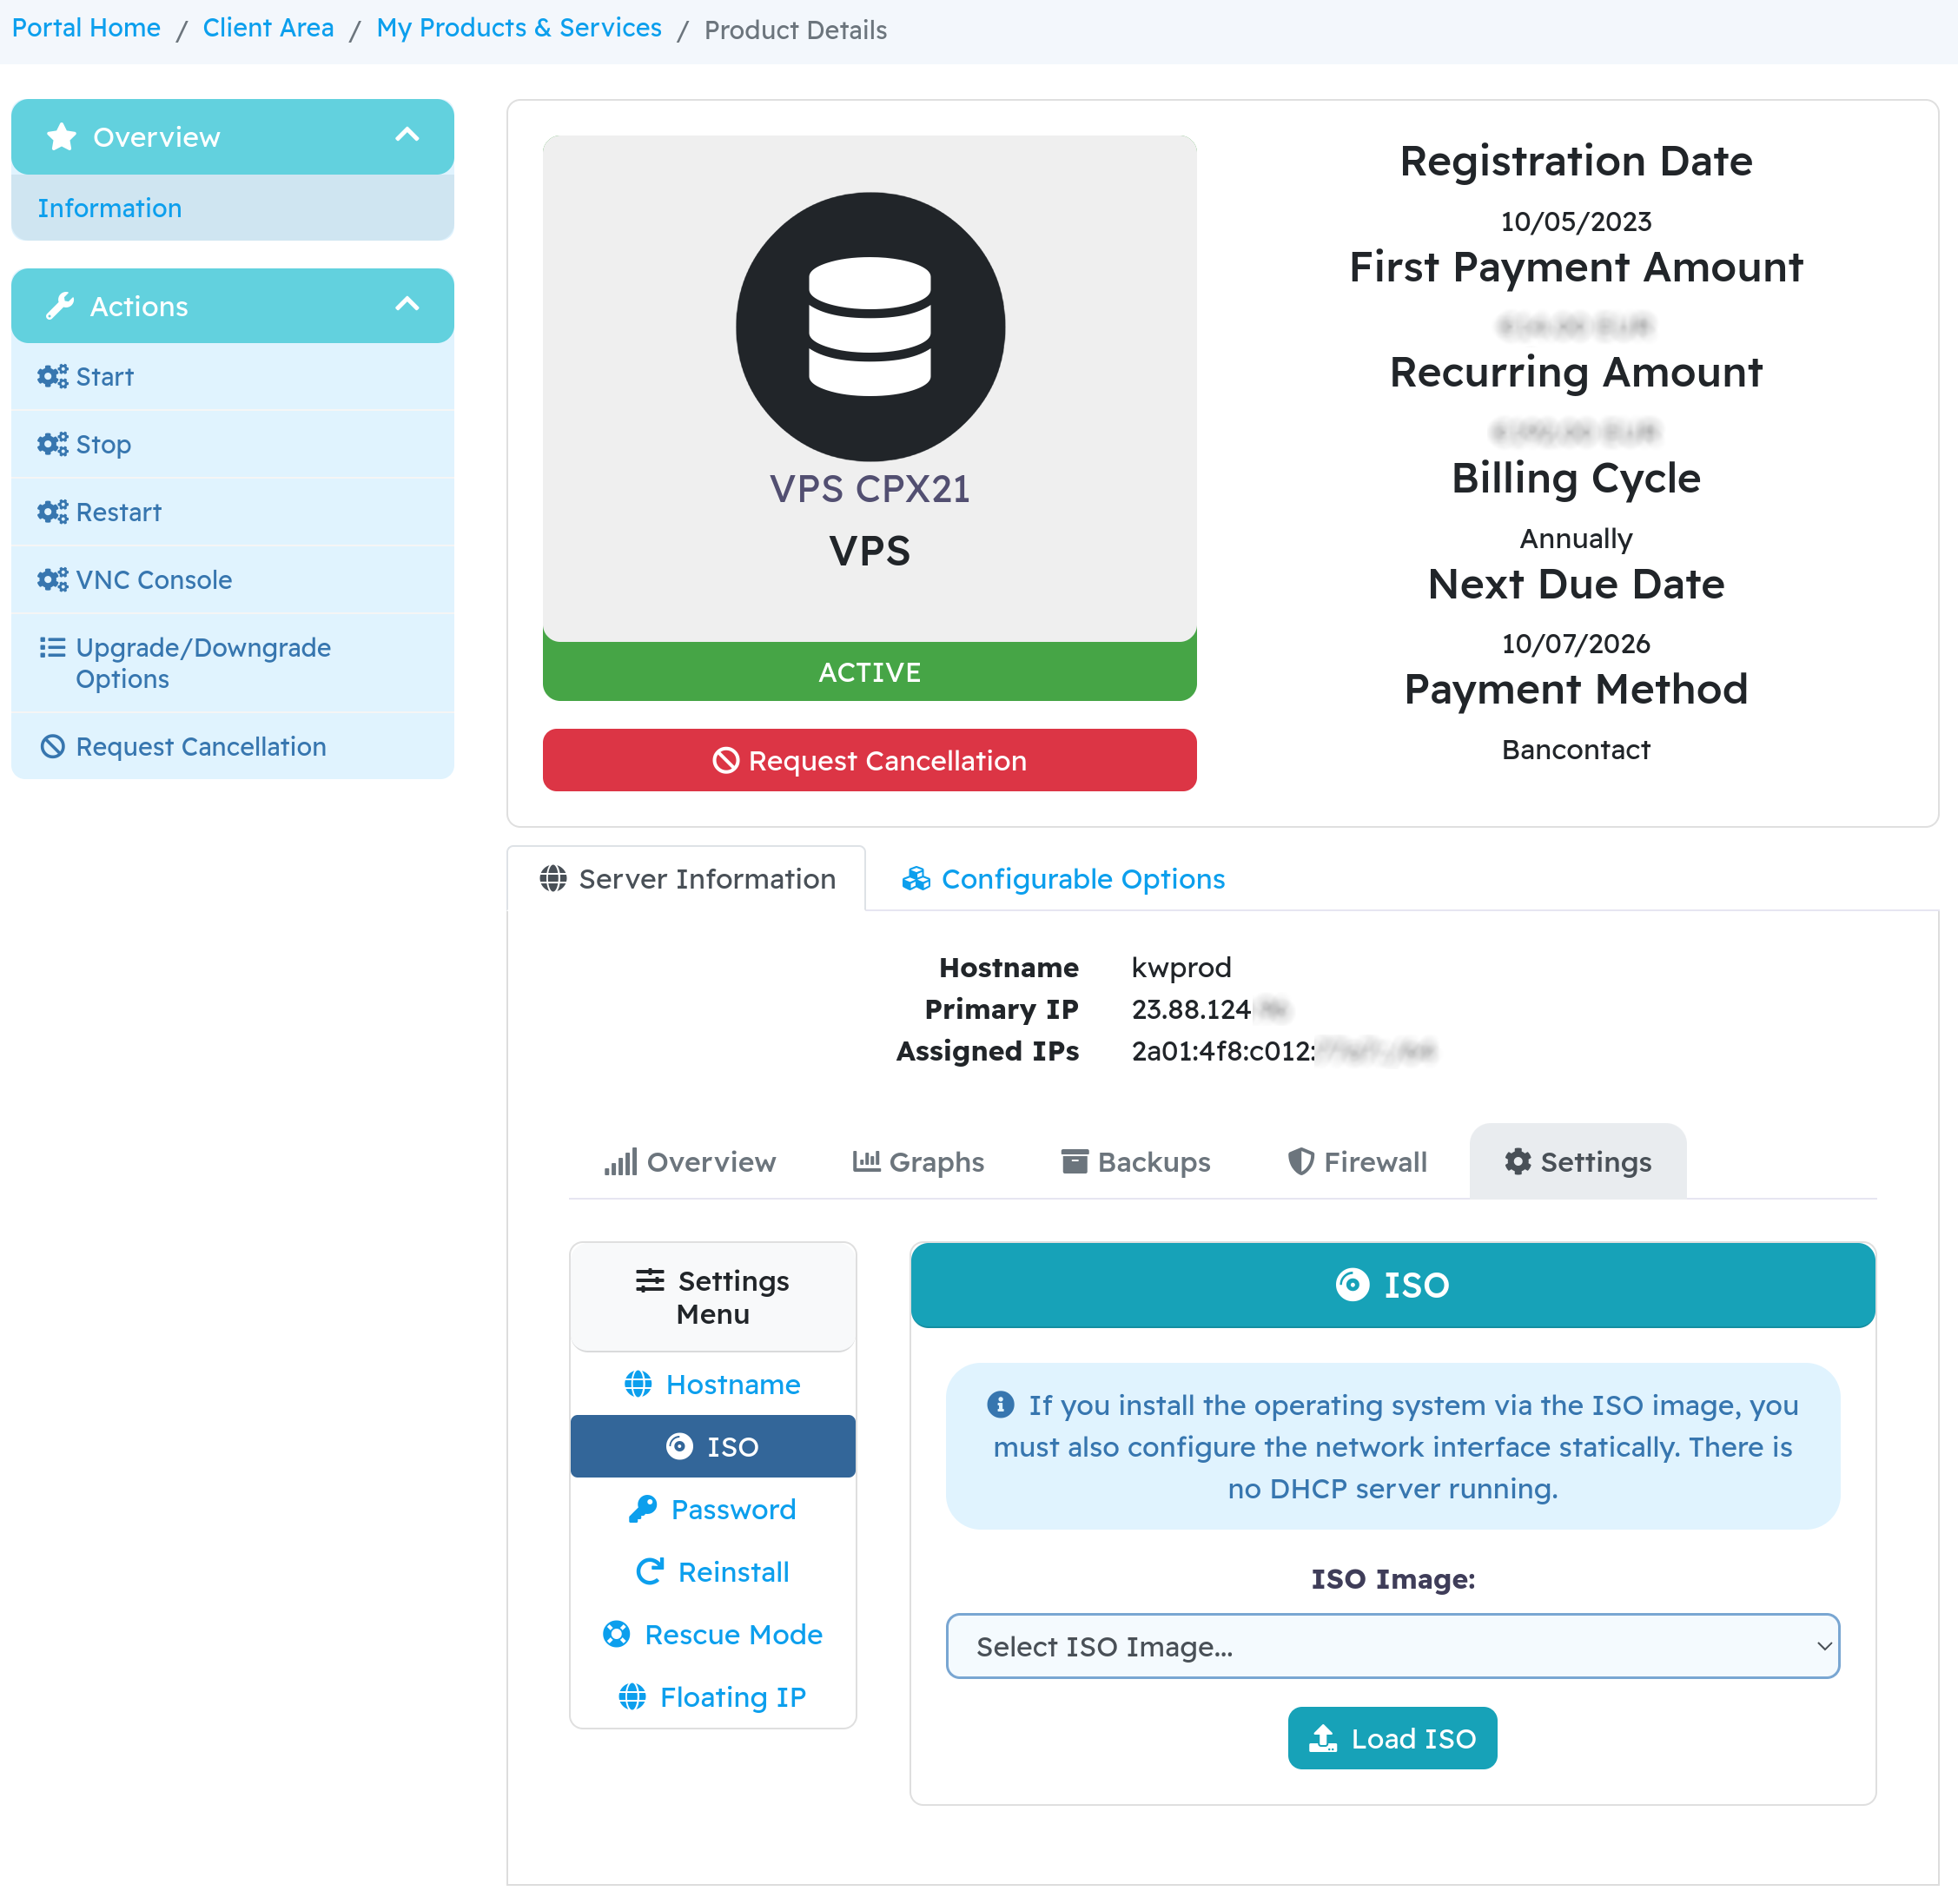 Portal Home / Client Area / My Products & Services / Product Details
Overview
Information
Actions
Start
Stop
Restart
VNC Console
Upgrade/Downgrade
Options
Request Cancellation
VPS CPX21
VPS
ACTIVE
Request Cancellation
Registration Date
10/05/2023
First Payment Amount
Recurring Amount
Billing Cycle
Annually
Next Due Date
10/07/2026
Payment Method
Bancontact
Server Information
Configurable Options
Hostname kwprod
Primary IP 23.88.124
Assigned IPs 2a01:4f8:c012:
Overview
Graphs
Backups
Firewall
Settings
Settings
Menu
Hostname
ISO
Password
Reinstall
Rescue Mode
Floating IP
ISO
If you install the operating system via the ISO image, you
must also configure the network interface statically. There is
no DHCP server running.
ISO Image:
Select ISO Image...
Load ISO